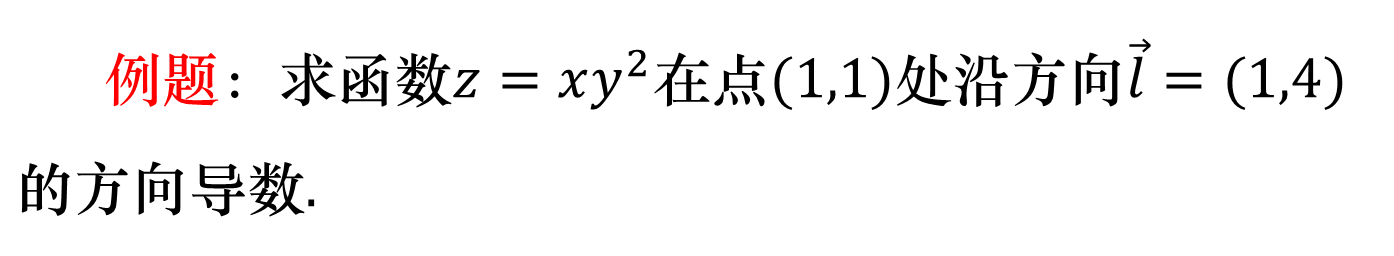 例题：求函数z = xy²在点(1,1)处沿方向l⃗ = (1,4)
的方向导数.